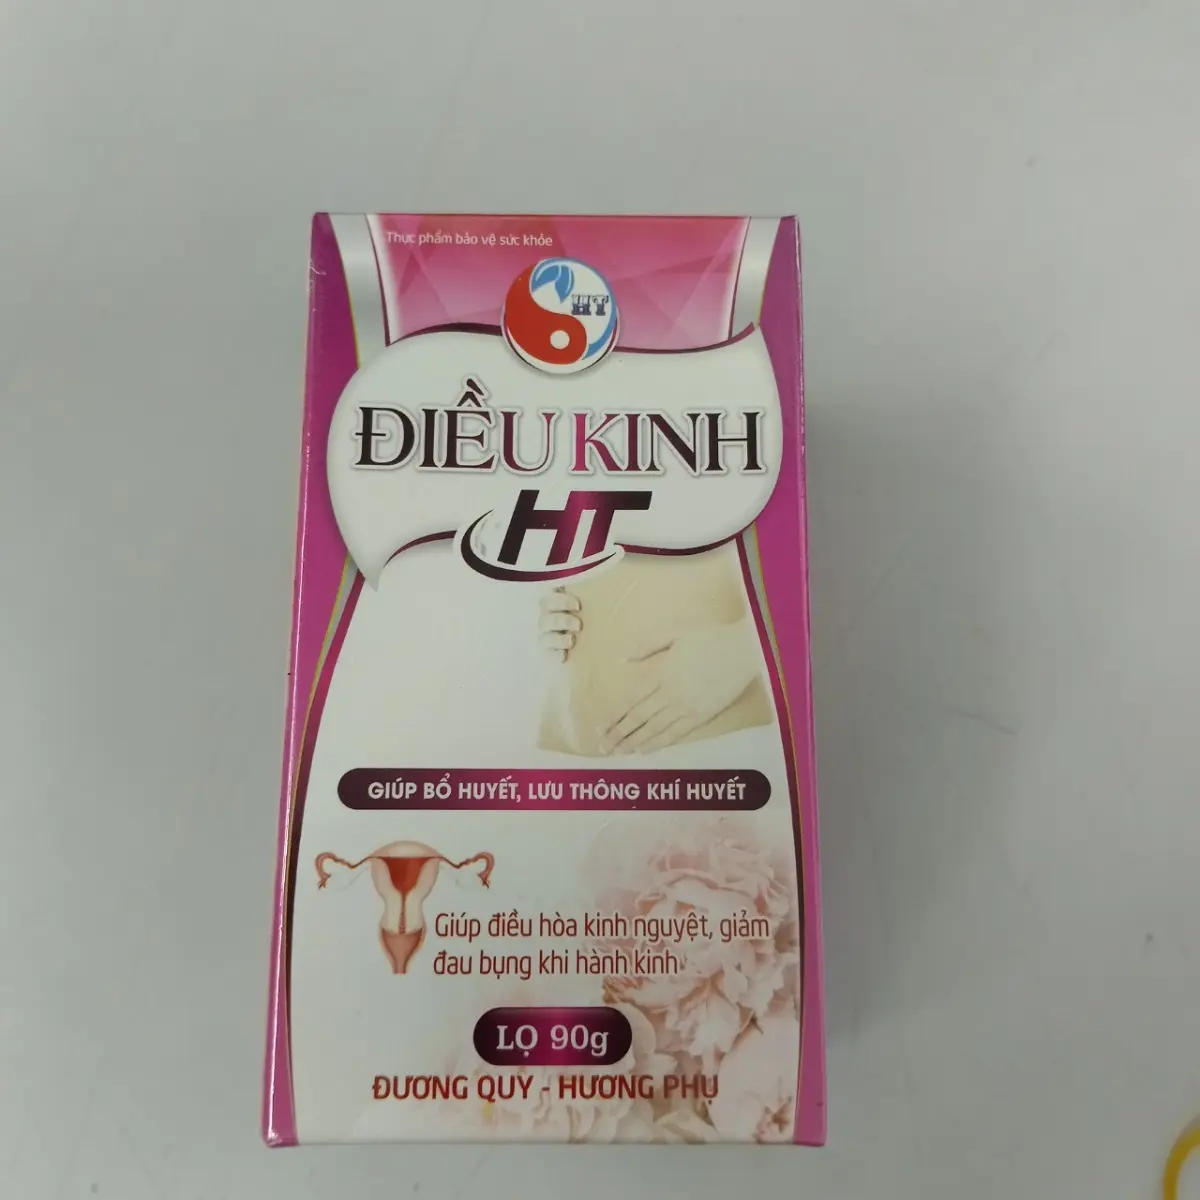 Thực phẩm bảo vệ sức khỏe
HT
ĐIỀU KINH
HT
GIÚP BỔ HUYẾT, LƯU THÔNG KHÍ HUYẾT
Giúp điều hòa kinh nguyệt, giảm
đau bụng khi hành kinh
LỌ 90g
ĐƯƠNG QUY - HƯƠNG PHỤ